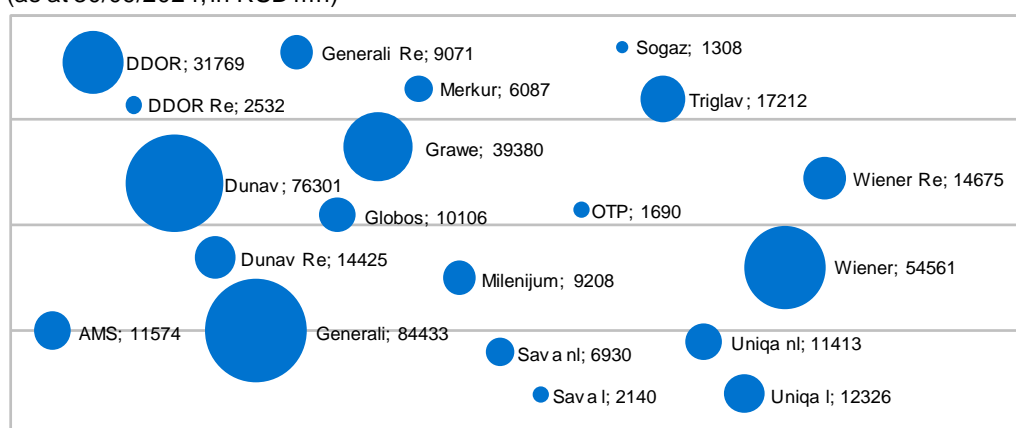 DDOR; 31769
Generali Re; 9071
Sogaz; 1308
DDOR Re; 2532
Merkur; 6087
Triglav; 17212
Grawe; 39380
Dunav; 76301
Wiener Re; 14675
Globos; 10106
OTP; 1690
Dunav Re; 14425
Milenijum; 9208
Wiener; 54561
AMS; 11574
Generali; 84433
Sava nl; 6930
Uniqa nl; 11413
Sava l; 2140
Uniqa l; 12326